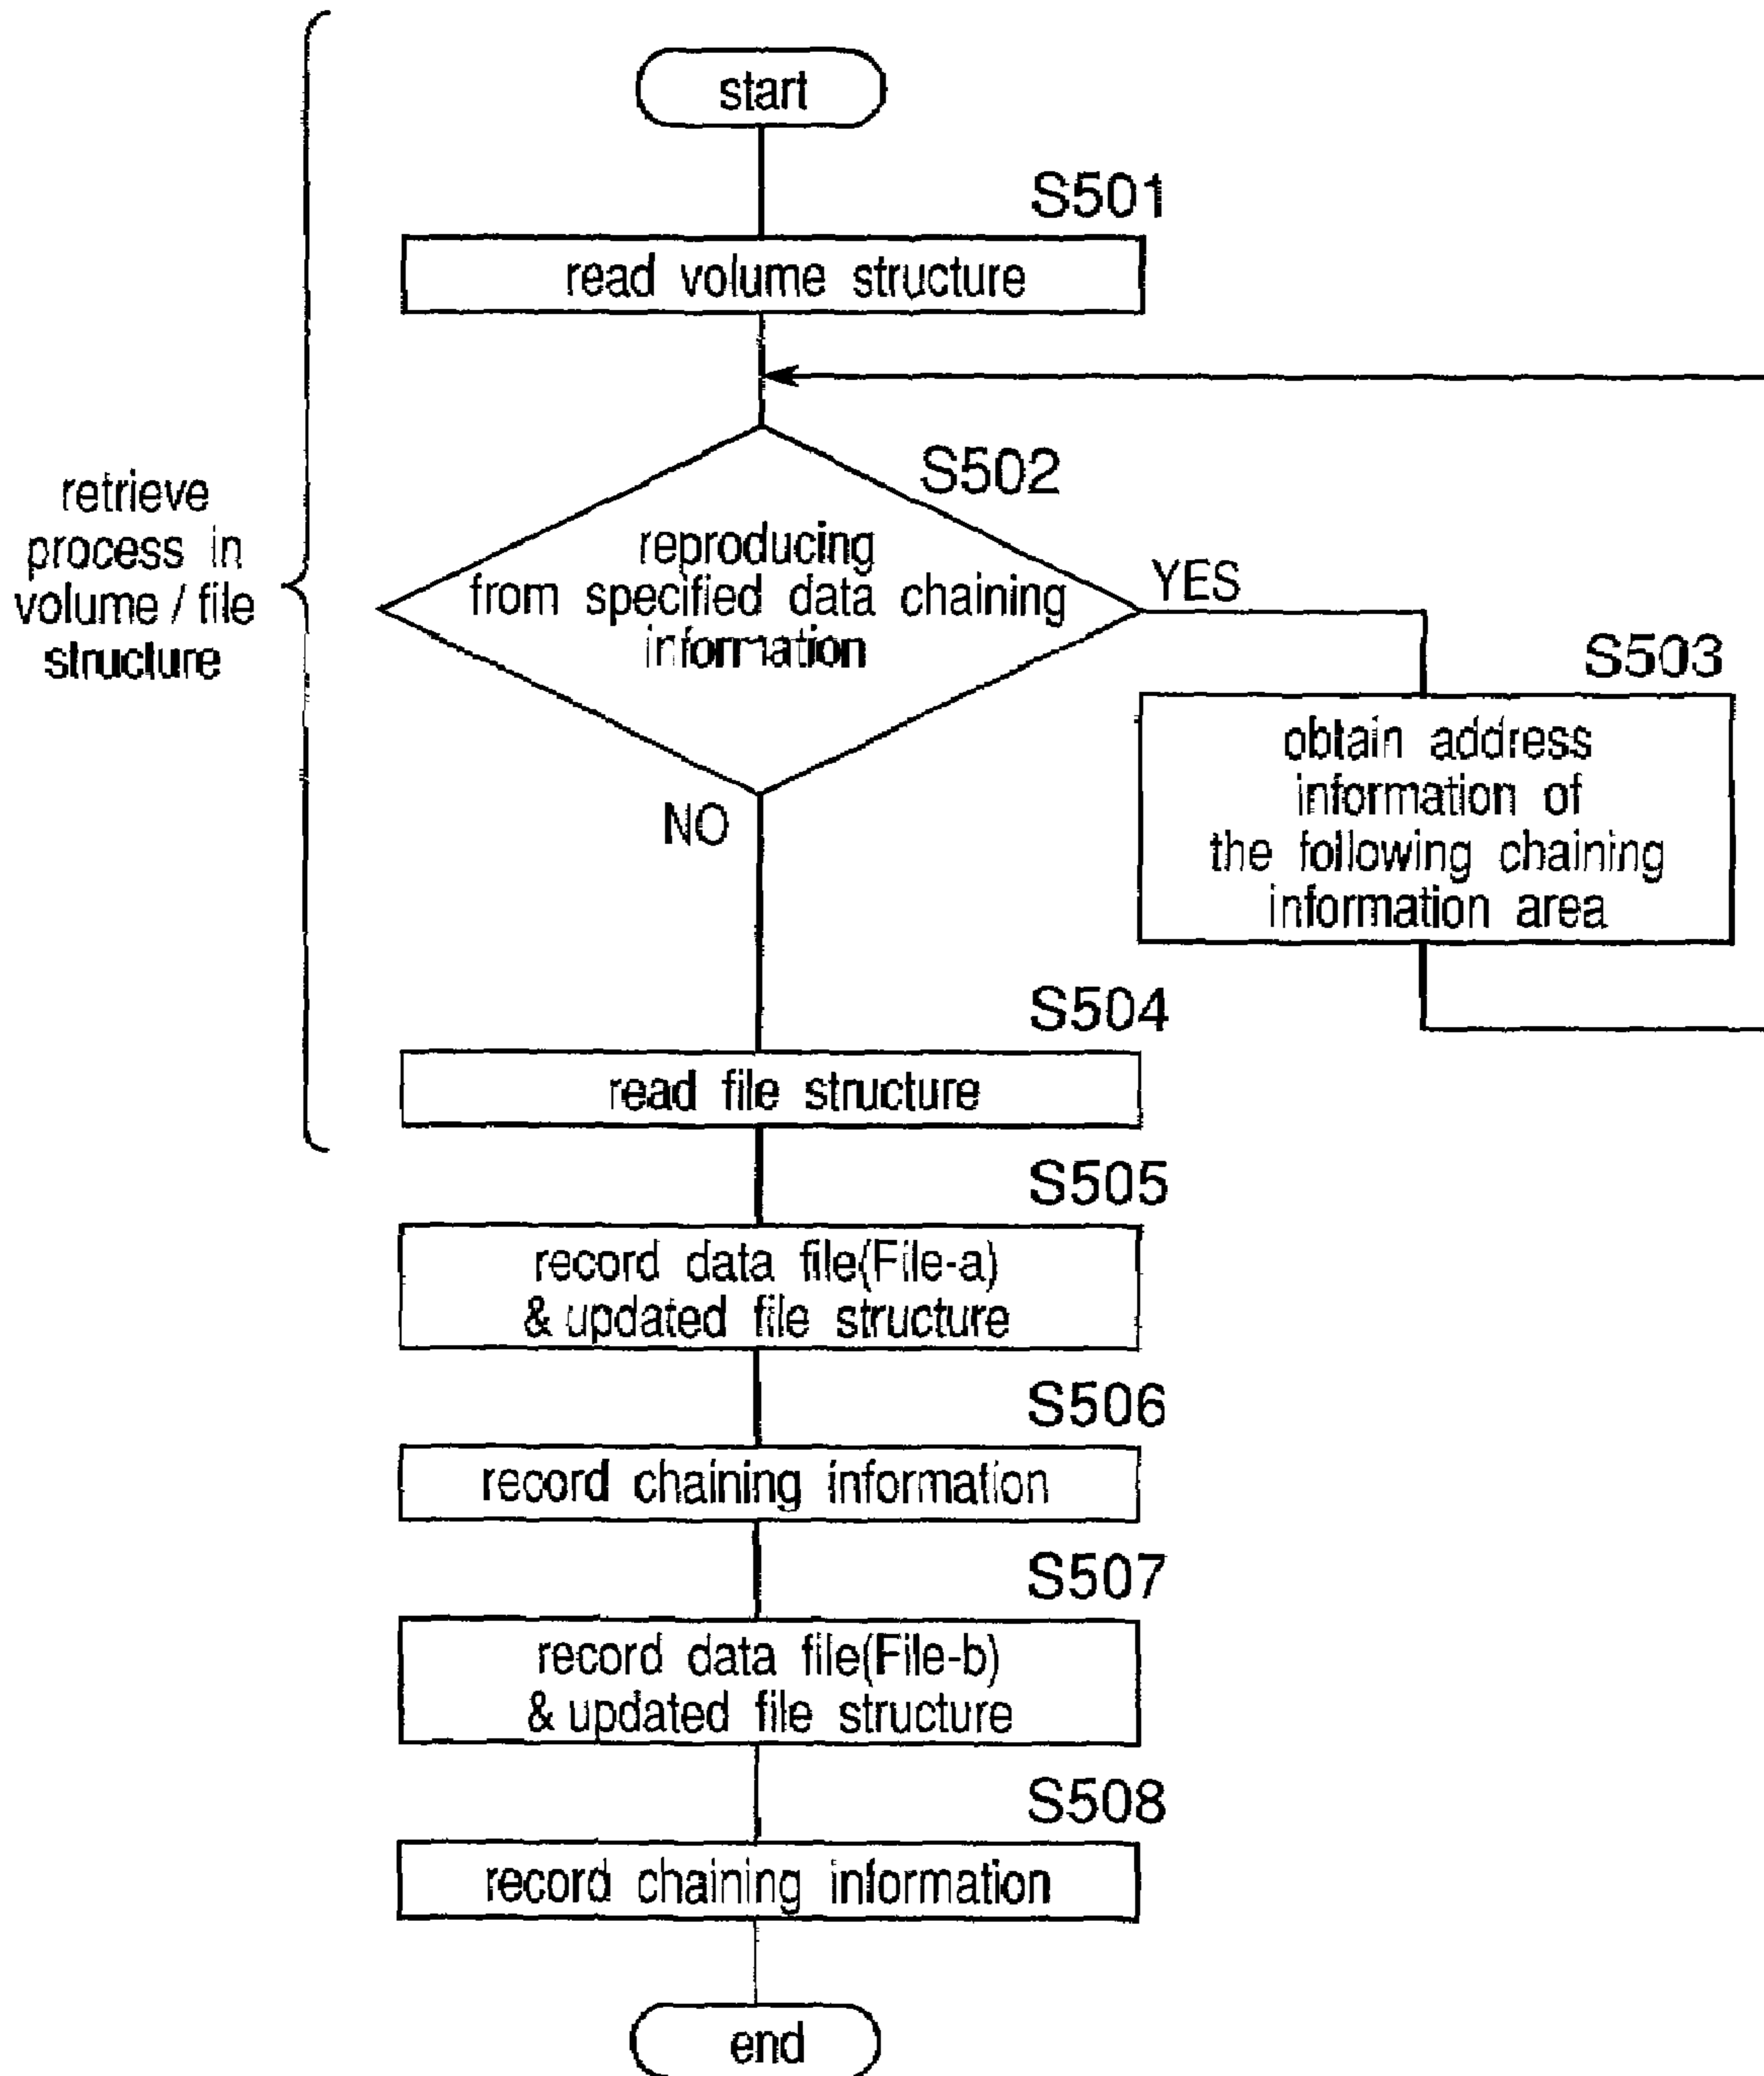 start
S501
read volume structure
S502
retrieve
process in
volume / file
structure
reproducing
from specified data chaining
information
YES
S503
obtain address
information of
the following chaining
information area
NO
S504
read file structure
S505
record data file(File-a)
& updated file structure
S506
record chaining information
S507
record data file(File-b)
& updated file structure
S508
record chaining information
end